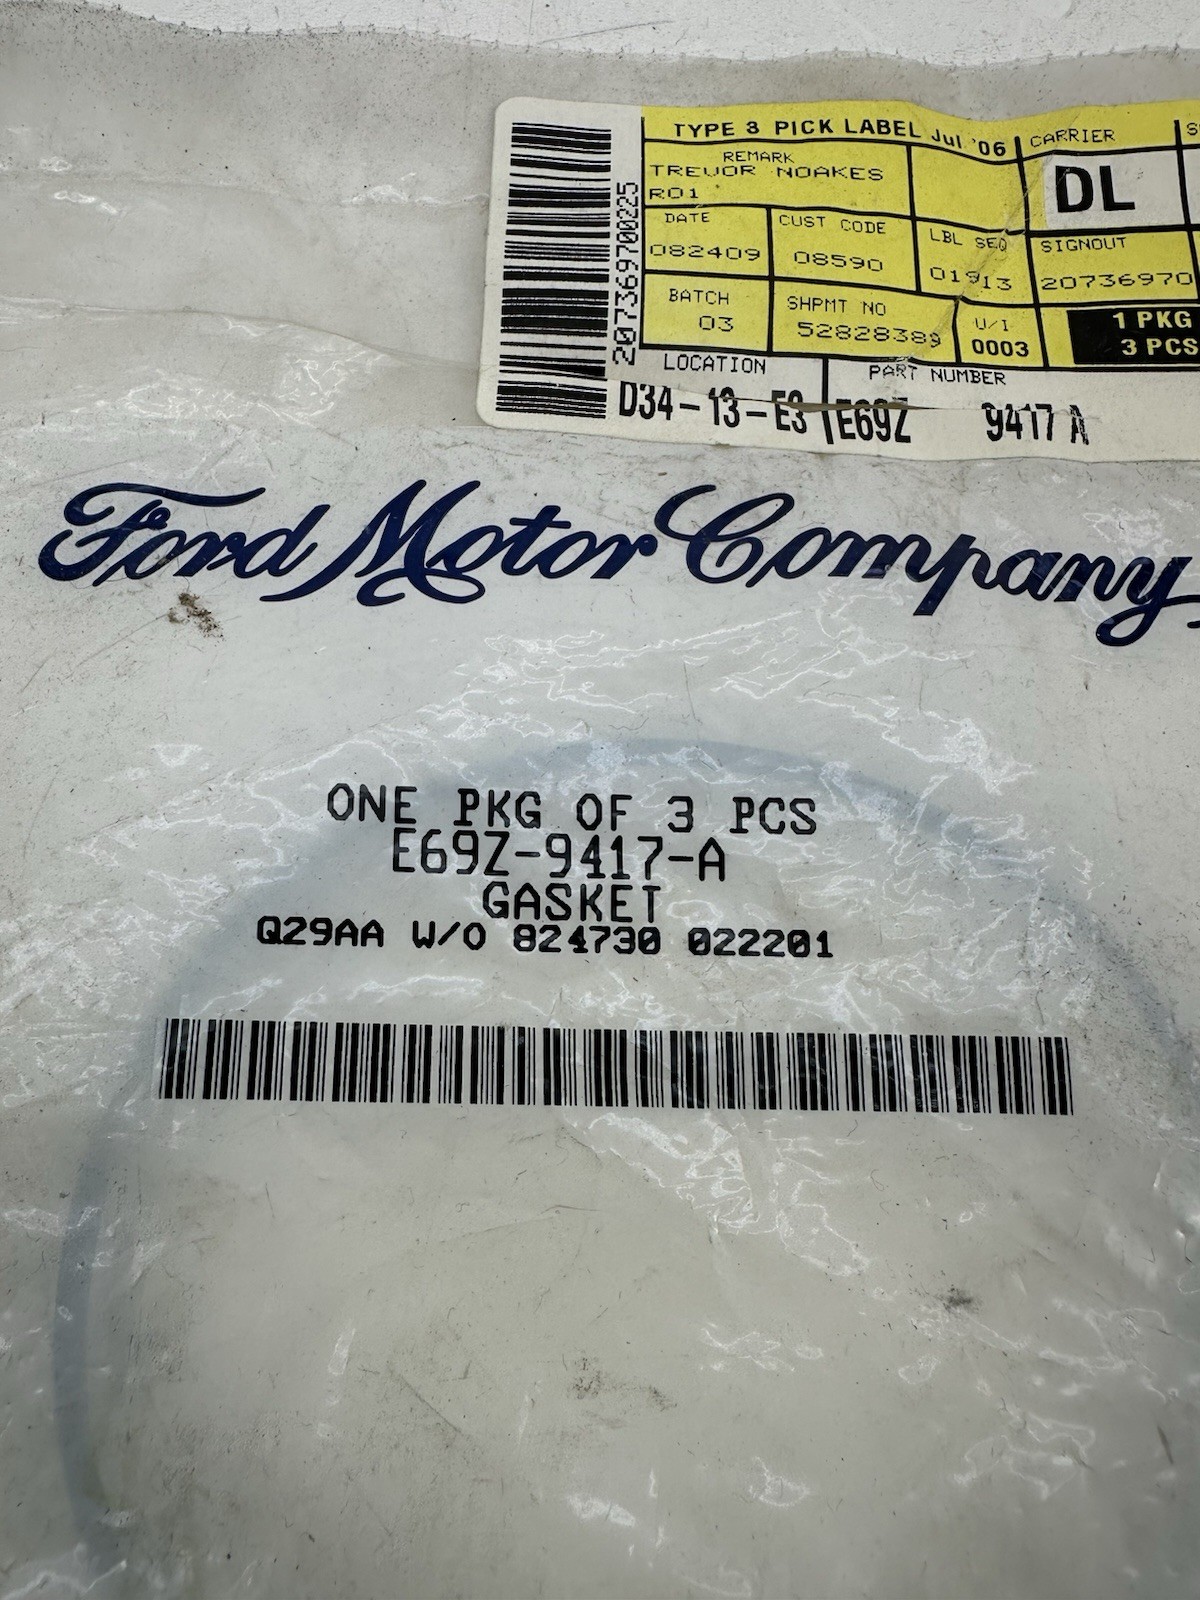 TYPE 3 PICK LABEL Jul '06
CARRIER
REMARK
TREVOR NOAKES
R01
DL
DATE
082409
CUST CODE
08590
LBL SEQ
01913
SIGNOUT
20736970
BATCH
03
SHPMT NO
52828389
U/I
0003
1 PKG
3 PCS
207369700225
LOCATION
D34-13-E3
PART NUMBER
E69Z 9417 A
Ford Motor Company
ONE PKG OF 3 PCS
E69Z-9417-A
GASKET
Q29AA W/O 824730 022201